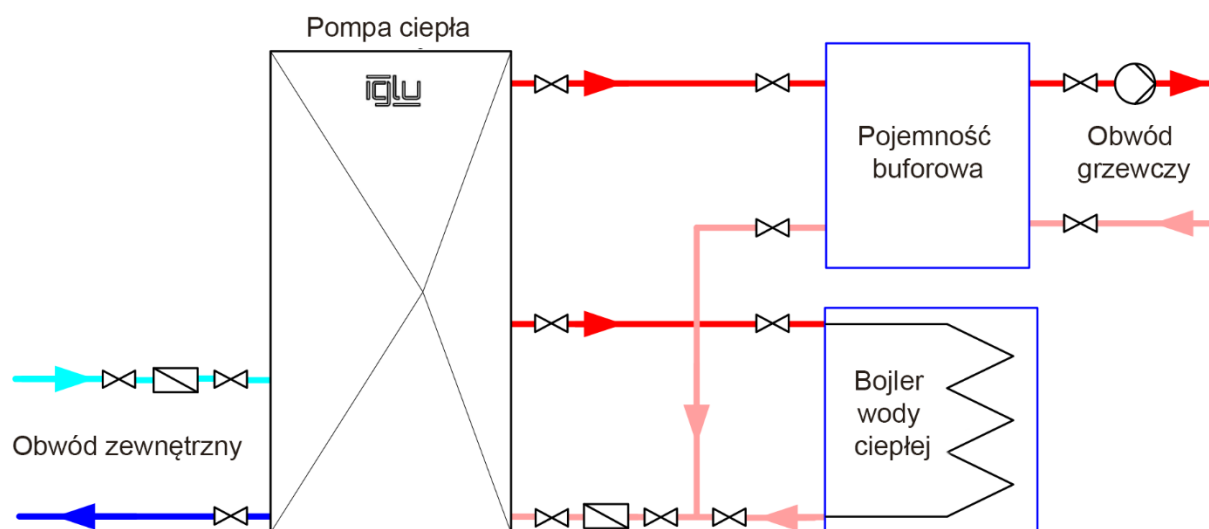 Pompa ciepła
iglu
Pojemność
buforowa
Obwód
grzewczy
Obwód zewnętrzny
Bojler
wody
ciepłej